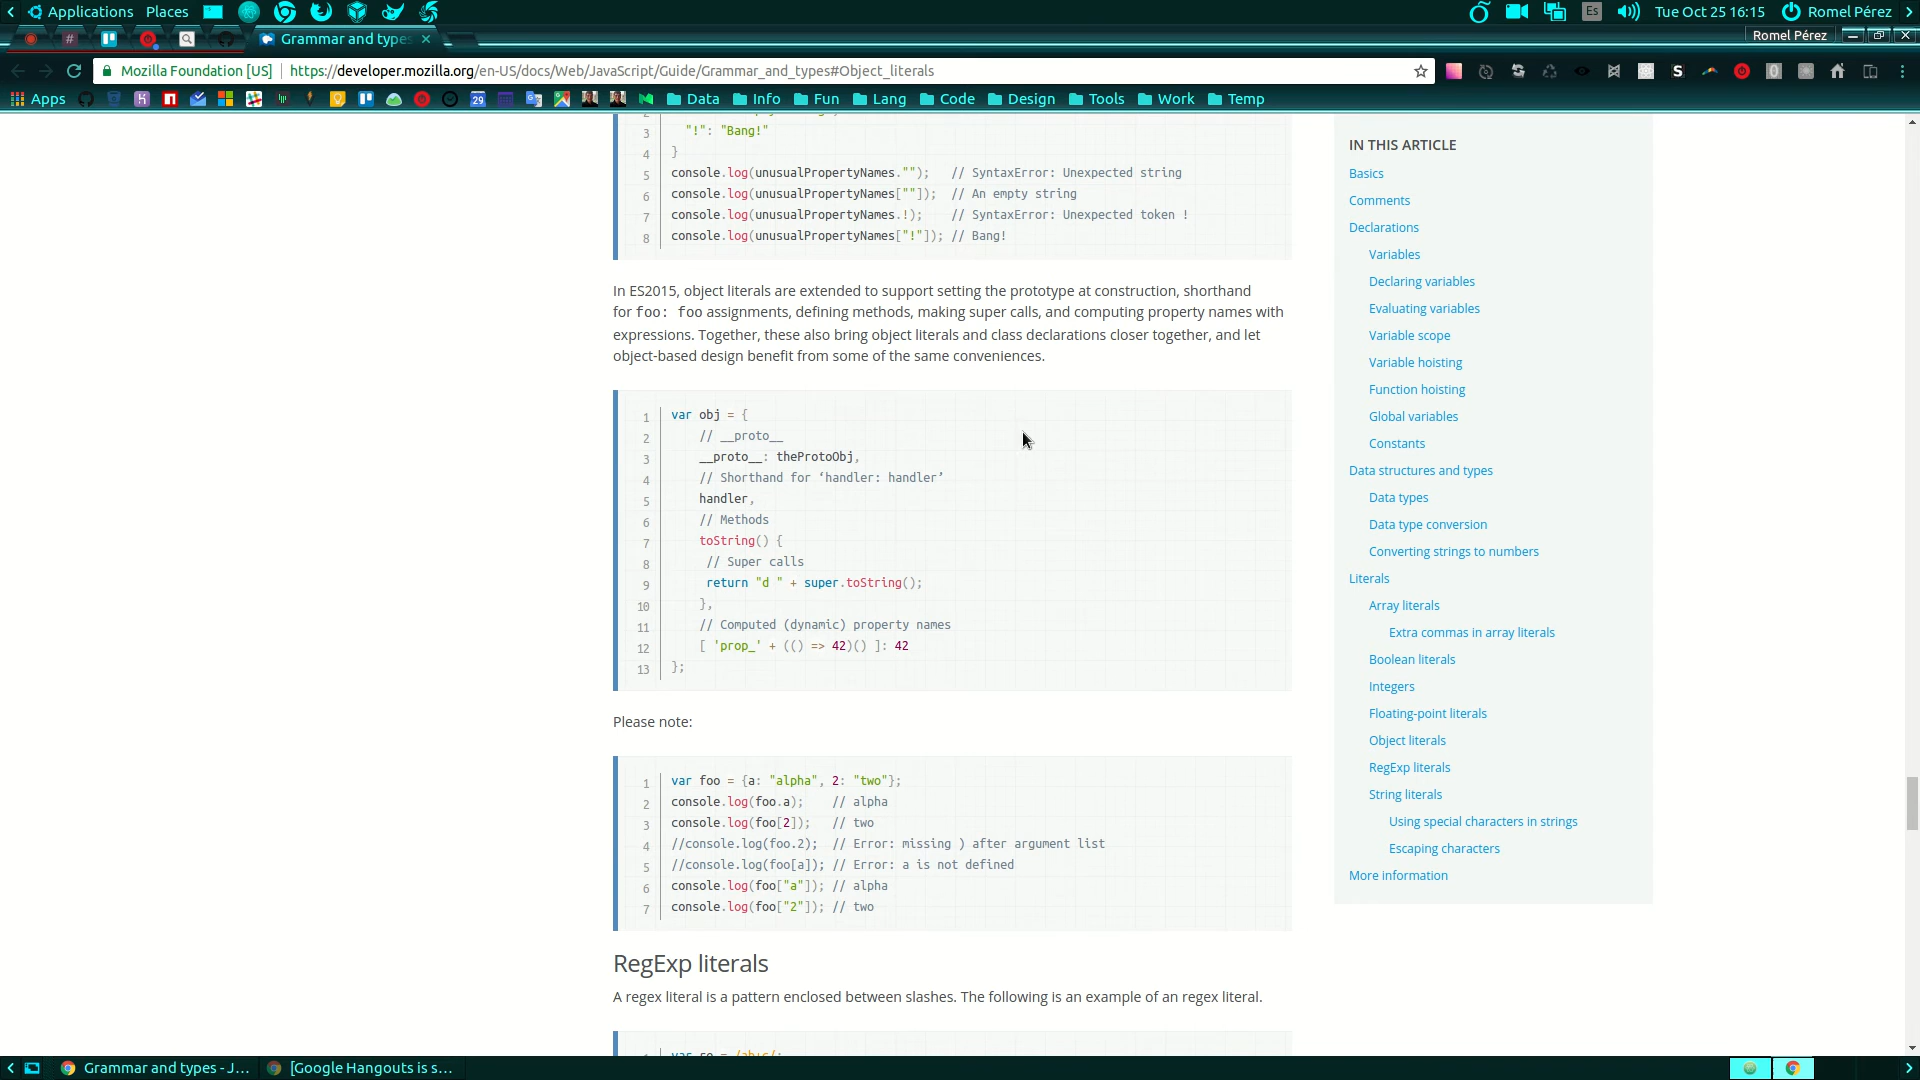 Applications Places Es Tue Oct 25 16:15 Romel Pérez
Grammar and types Romel Pérez
Mozilla Foundation [US] https://developer.mozilla.org/en-US/docs/Web/JavaScript/Guide/Grammar_and_types#Object_literals
Apps Data Info Fun Lang Code Design Tools Work Temp
3 "!": "Bang!"
4 }
5 console.log(unusualPropertyNames.""); // SyntaxError: Unexpected string
6 console.log(unusualPropertyNames[""]); // An empty string
7 console.log(unusualPropertyNames.!); // SyntaxError: Unexpected token !
8 console.log(unusualPropertyNames["!"]); // Bang!
In ES2015, object literals are extended to support setting the prototype at construction, shorthand
for foo: foo assignments, defining methods, making super calls, and computing property names with
expressions. Together, these also bring object literals and class declarations closer together, and let
object-based design benefit from some of the same conveniences.
1 var obj = {
2 // __proto__
3 __proto__: theProtoObj,
4 // Shorthand for ‘handler: handler’
5 handler,
6 // Methods
7 toString() {
8 // Super calls
9 return "d " + super.toString();
10 },
11 // Computed (dynamic) property names
12 [ 'prop_' + (() => 42)() ]: 42
13 };
Please note:
1 var foo = {a: "alpha", 2: "two"};
2 console.log(foo.a); // alpha
3 console.log(foo[2]); // two
4 //console.log(foo.2); // Error: missing ) after argument list
5 //console.log(foo[a]); // Error: a is not defined
6 console.log(foo["a"]); // alpha
7 console.log(foo["2"]); // two
RegExp literals
A regex literal is a pattern enclosed between slashes. The following is an example of an regex literal.
IN THIS ARTICLE
Basics
Comments
Declarations
Variables
Declaring variables
Evaluating variables
Variable scope
Variable hoisting
Function hoisting
Global variables
Constants
Data structures and types
Data types
Data type conversion
Converting strings to numbers
Literals
Array literals
Extra commas in array literals
Boolean literals
Integers
Floating-point literals
Object literals
RegExp literals
String literals
Using special characters in strings
Escaping characters
More information
Grammar and types - J... [Google Hangouts is s...